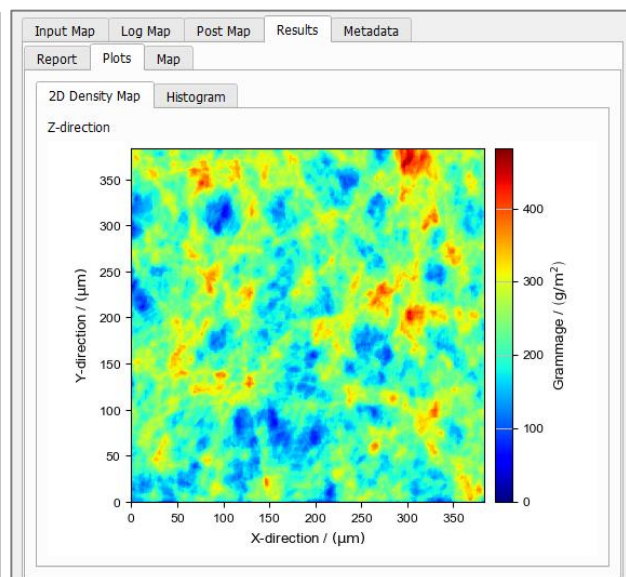 Input Map Log Map Post Map Results Metadata
Report Plots Map
2D Density Map Histogram
Z-direction
350
300
250
200
150
100
50
0
Y-direction / (µm)
0 50 100 150 200 250 300 350
X-direction / (µm)
400
300
200
100
0
Grammage / (g/m²)